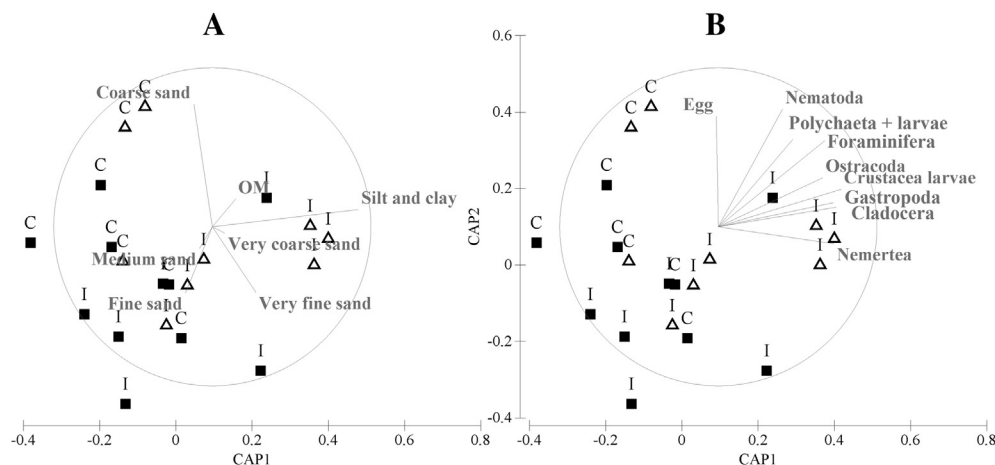 A
B
C
C
Coarse sand
C
I
OM
Silt and clay
I
I
C
C
C
I
I
Very coarse sand
Medium sand
I
C
I
Fine sand
I
Very fine sand
I
I
C
I
I
-0.4
-0.2
0
0.2
0.4
0.6
0.8
CAP1
0.6
0.4
0.2
0
-0.2
-0.4
CAP2
C
C
Egg
Nematoda
Polychaeta + larvae
Foraminifera
C
I
Ostracoda
Crustacea larvae
Gastropoda
Cladocera
I
I
C
C
C
I
I
Nemertea
I
C
I
I
I
I
C
I
I
-0.4
-0.2
0
0.2
0.4
0.6
0.8
CAP1